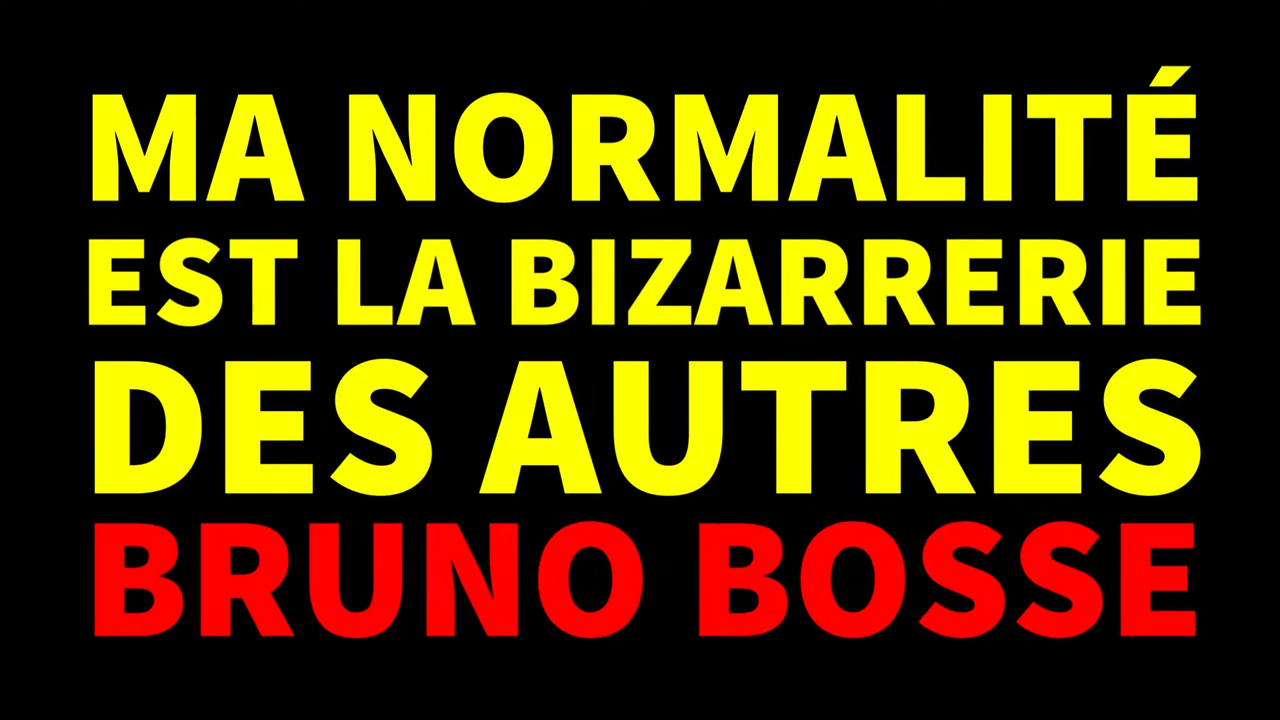 MA NORMALITÉ
EST LA BIZARRERIE
DES AUTRES
BRUNO BOSSE